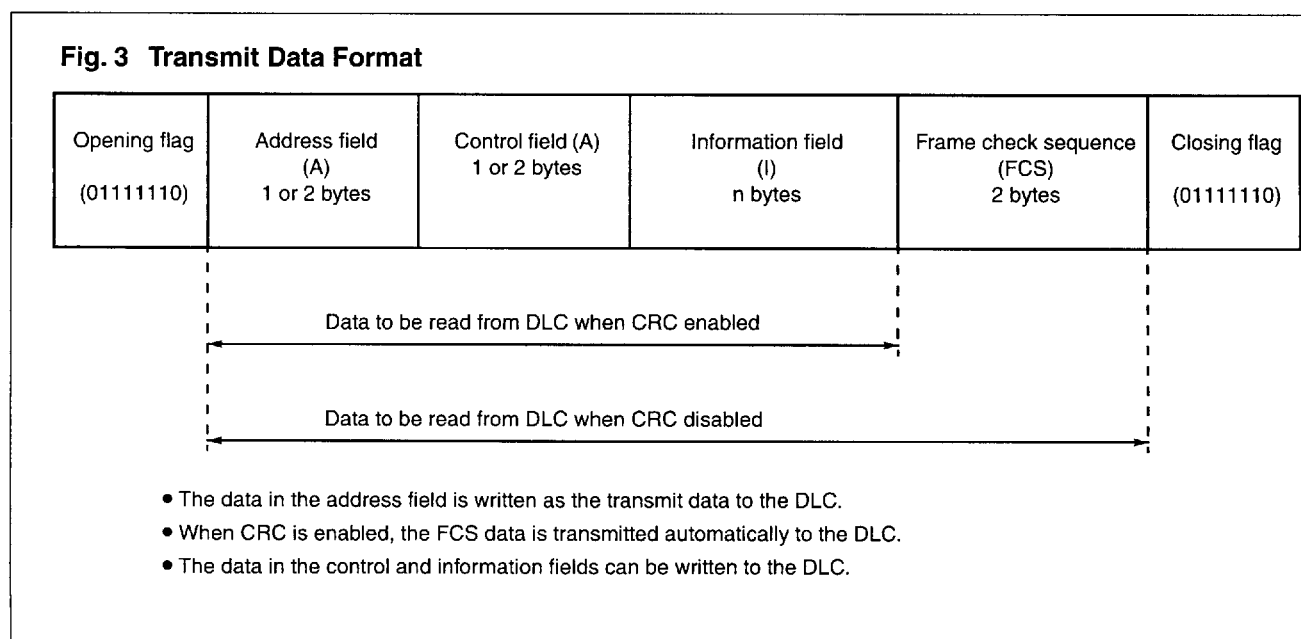 Fig. 3 Transmit Data Format
Opening flag
(01111110)
Address field
(A)
1 or 2 bytes
Control field (A)
1 or 2 bytes
Information field
(I)
n bytes
Frame check sequence
(FCS)
2 bytes
Closing flag
(01111110)
Data to be read from DLC when CRC enabled
Data to be read from DLC when CRC disabled
• The data in the address field is written as the transmit data to the DLC.
• When CRC is enabled, the FCS data is transmitted automatically to the DLC.
• The data in the control and information fields can be written to the DLC.